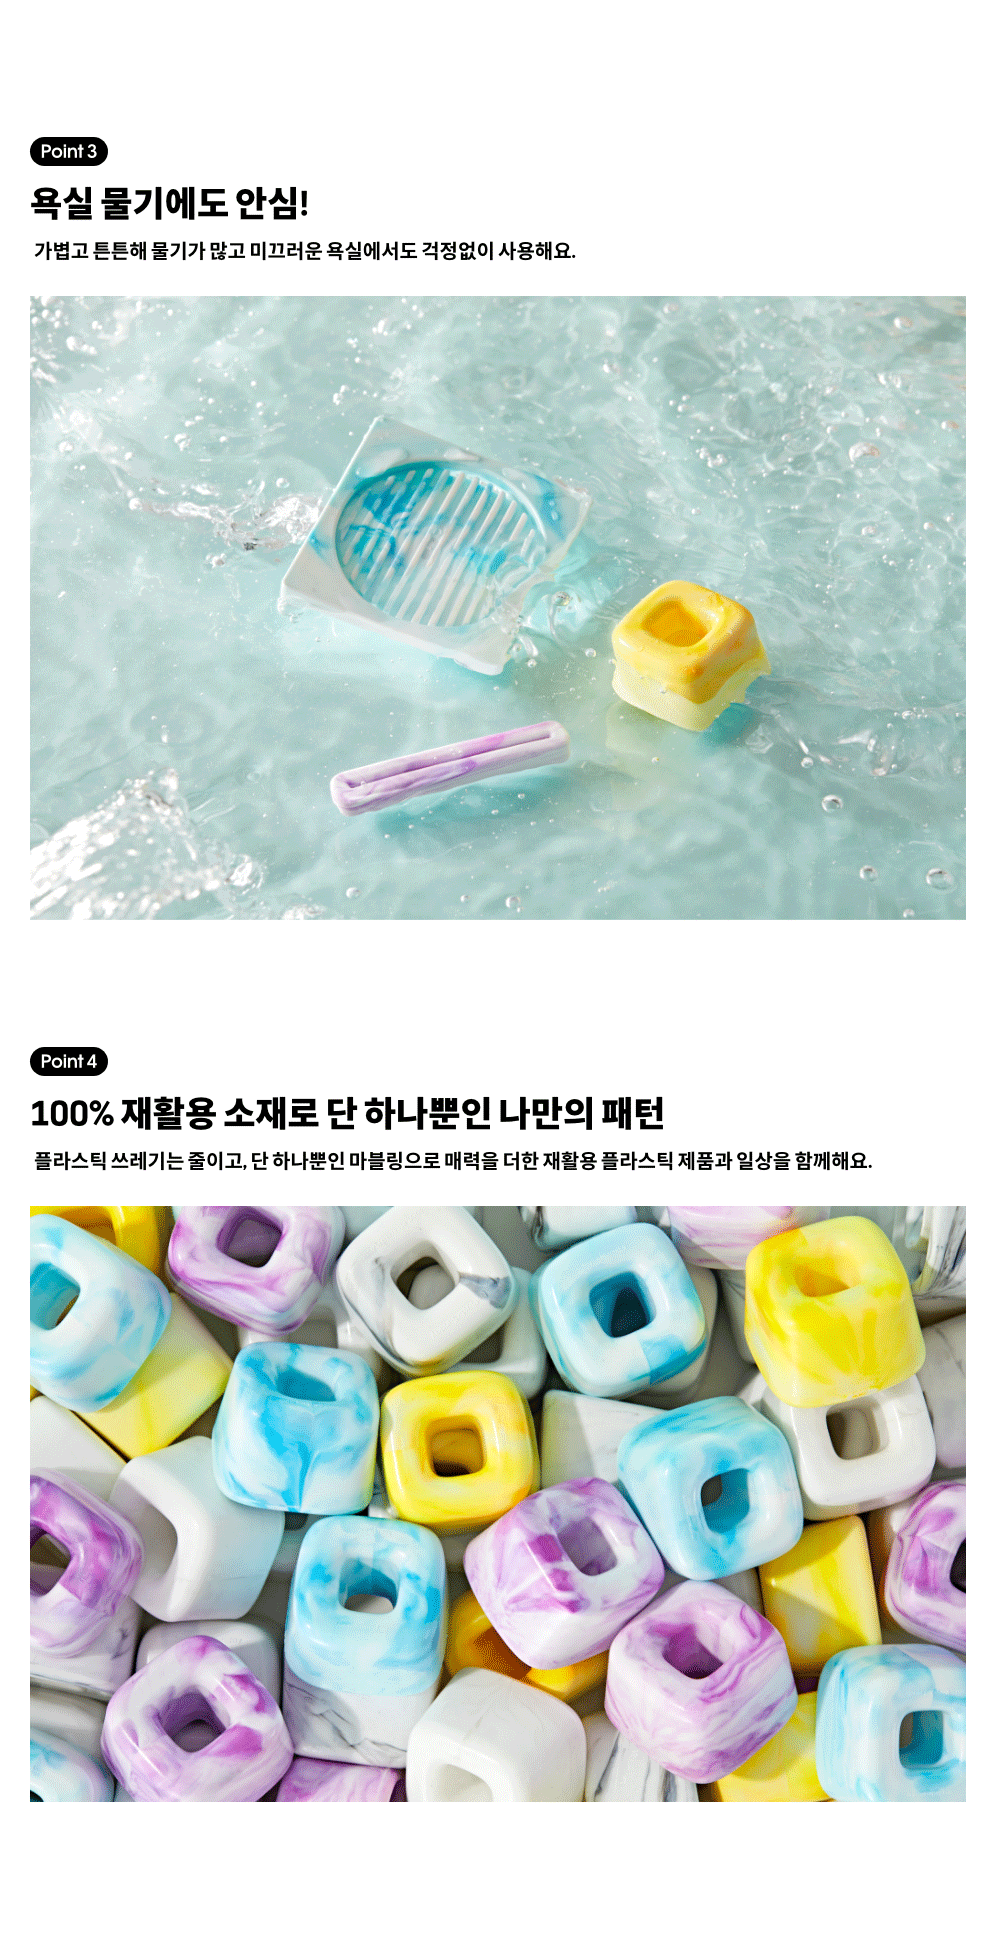 Point 3
욕실 물기에도 안심!
가볍고 튼튼해 물기가 많고 미끄러운 욕실에서도 걱정없이 사용해요.
Point 4
100% 재활용 소재로 단 하나뿐인 나만의 패턴
플라스틱 쓰레기는 줄이고, 단 하나뿐인 마블링으로 매력을 더한 재활용 플라스틱 제품과 일상을 함께해요.